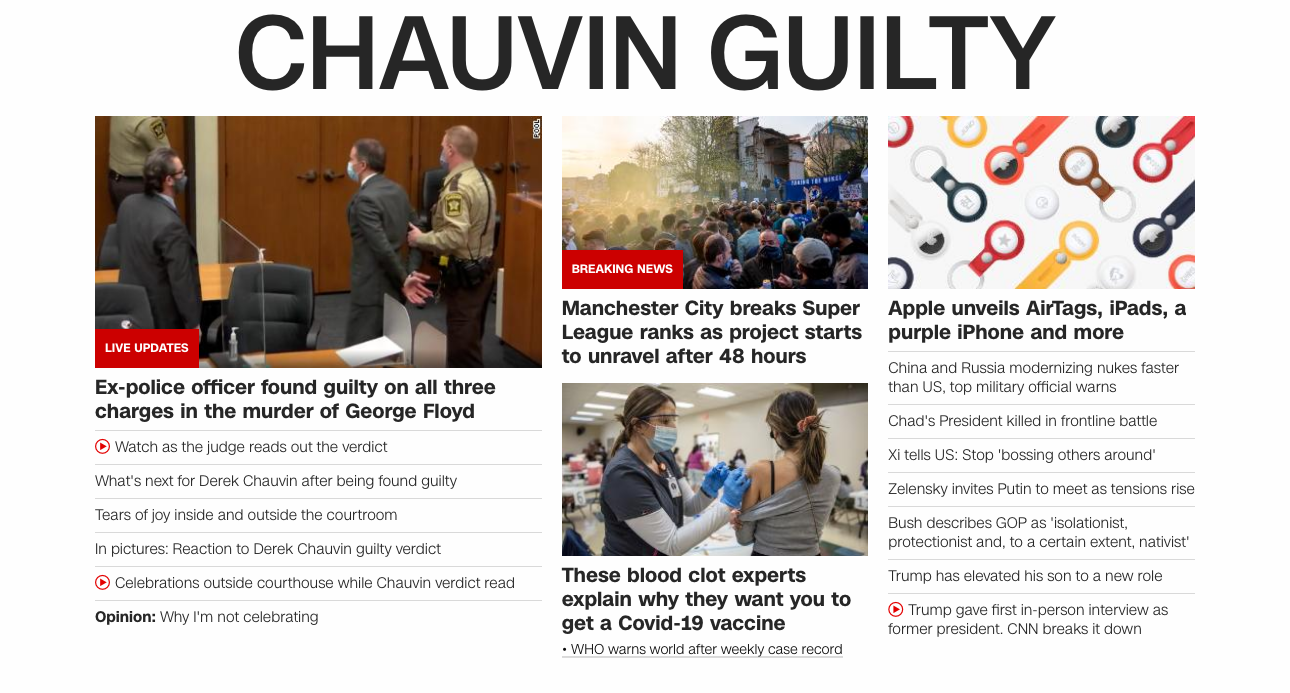 CHAUVIN GUILTY
POOL
LIVE UPDATES
Ex-police officer found guilty on all three
charges in the murder of George Floyd
Watch as the judge reads out the verdict
What's next for Derek Chauvin after being found guilty
Tears of joy inside and outside the courtroom
In pictures: Reaction to Derek Chauvin guilty verdict
Celebrations outside courthouse while Chauvin verdict read
Opinion: Why I'm not celebrating
BREAKING NEWS
Manchester City breaks Super
League ranks as project starts
to unravel after 48 hours
These blood clot experts
explain why they want you to
get a Covid-19 vaccine
• WHO warns world after weekly case record
Apple unveils AirTags, iPads, a
purple iPhone and more
China and Russia modernizing nukes faster
than US, top military official warns
Chad's President killed in frontline battle
Xi tells US: Stop 'bossing others around'
Zelensky invites Putin to meet as tensions rise
Bush describes GOP as 'isolationist,
protectionist and, to a certain extent, nativist'
Trump has elevated his son to a new role
Trump gave first in-person interview as
former president. CNN breaks it down